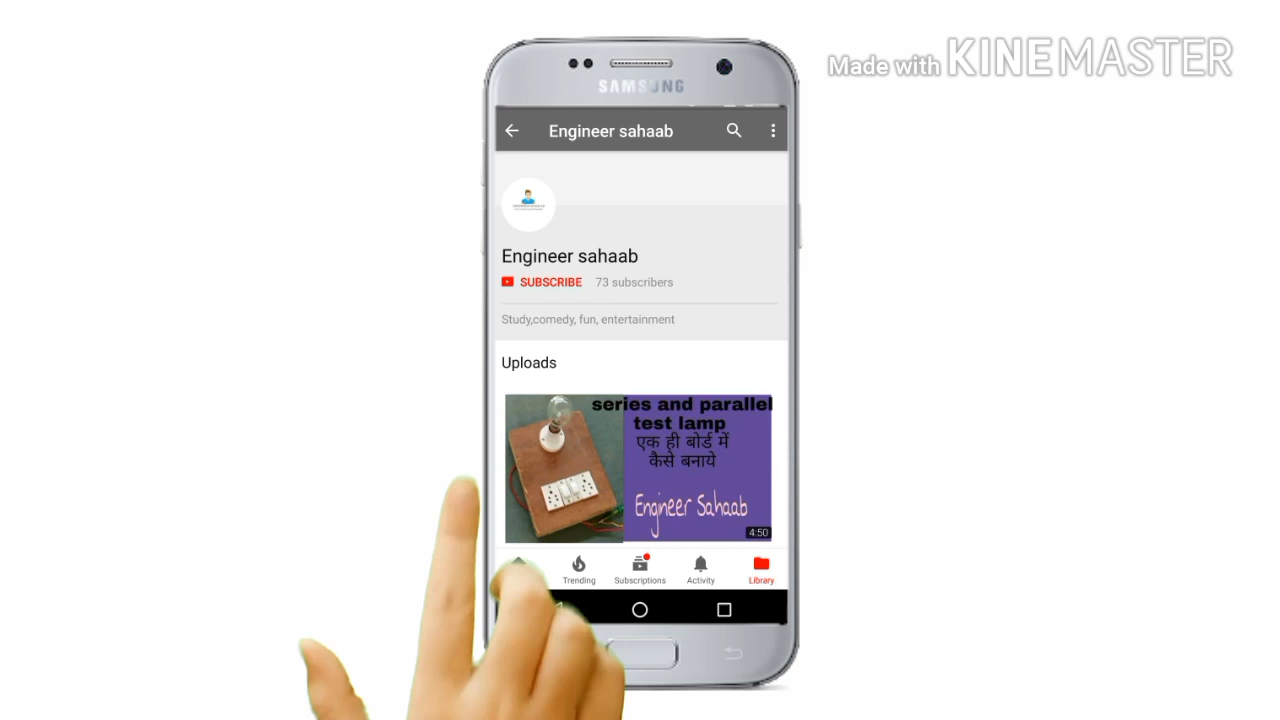 Made with KINEMASTER
SAMSUNG
Engineer sahaab
Engineer sahaab
SUBSCRIBE 73 subscribers
Study,comedy, fun, entertainment
Uploads
series and parallel
test lamp
एक ही बोर्ड में
कैसे बनाये
Engineer Sahaab
4:50
Trending Subscriptions Activity Library